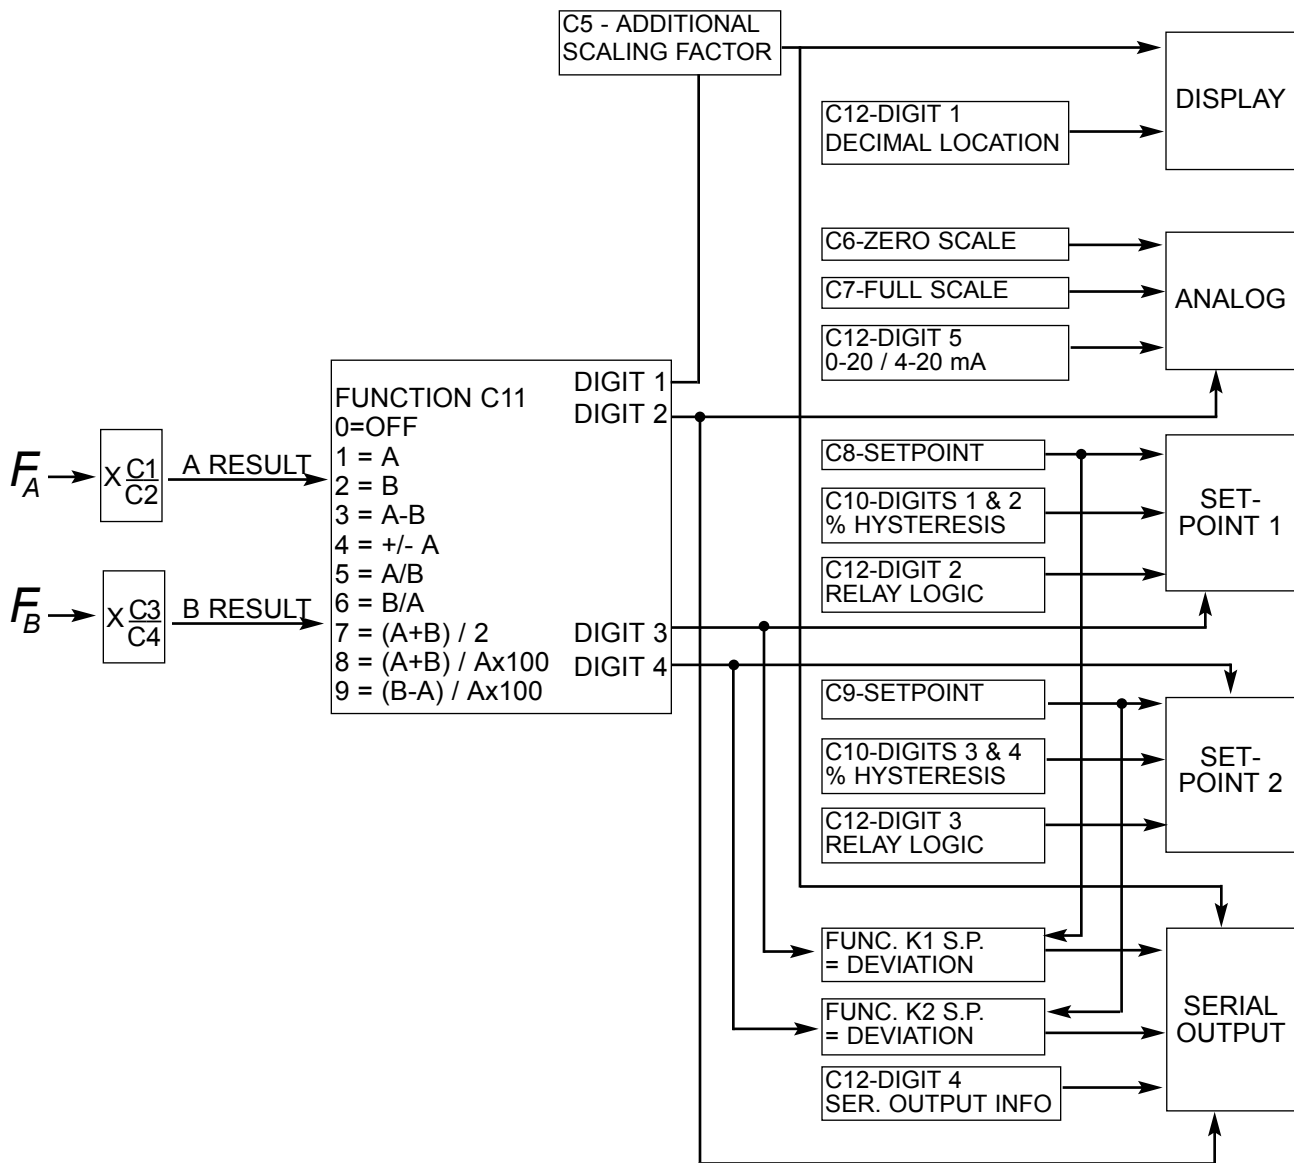 C5 - ADDITIONAL
SCALING FACTOR
C12-DIGIT 1
DECIMAL LOCATION
DISPLAY
C6-ZERO SCALE
C7-FULL SCALE
C12-DIGIT 5
0-20 / 4-20 mA
ANALOG
FA
X C1
C2
A RESULT
FB
X C3
C4
B RESULT
FUNCTION C11
0=OFF
1 = A
2 = B
3 = A-B
4 = +/- A
5 = A/B
6 = B/A
7 = (A+B) / 2
8 = (A+B) / Ax100
9 = (B-A) / Ax100
DIGIT 1
DIGIT 2
DIGIT 3
DIGIT 4
C8-SETPOINT
C10-DIGITS 1 & 2
% HYSTERESIS
C12-DIGIT 2
RELAY LOGIC
SET-
POINT 1
C9-SETPOINT
C10-DIGITS 3 & 4
% HYSTERESIS
C12-DIGIT 3
RELAY LOGIC
SET-
POINT 2
FUNC. K1 S.P.
= DEVIATION
FUNC. K2 S.P.
= DEVIATION
C12-DIGIT 4
SER. OUTPUT INFO
SERIAL
OUTPUT